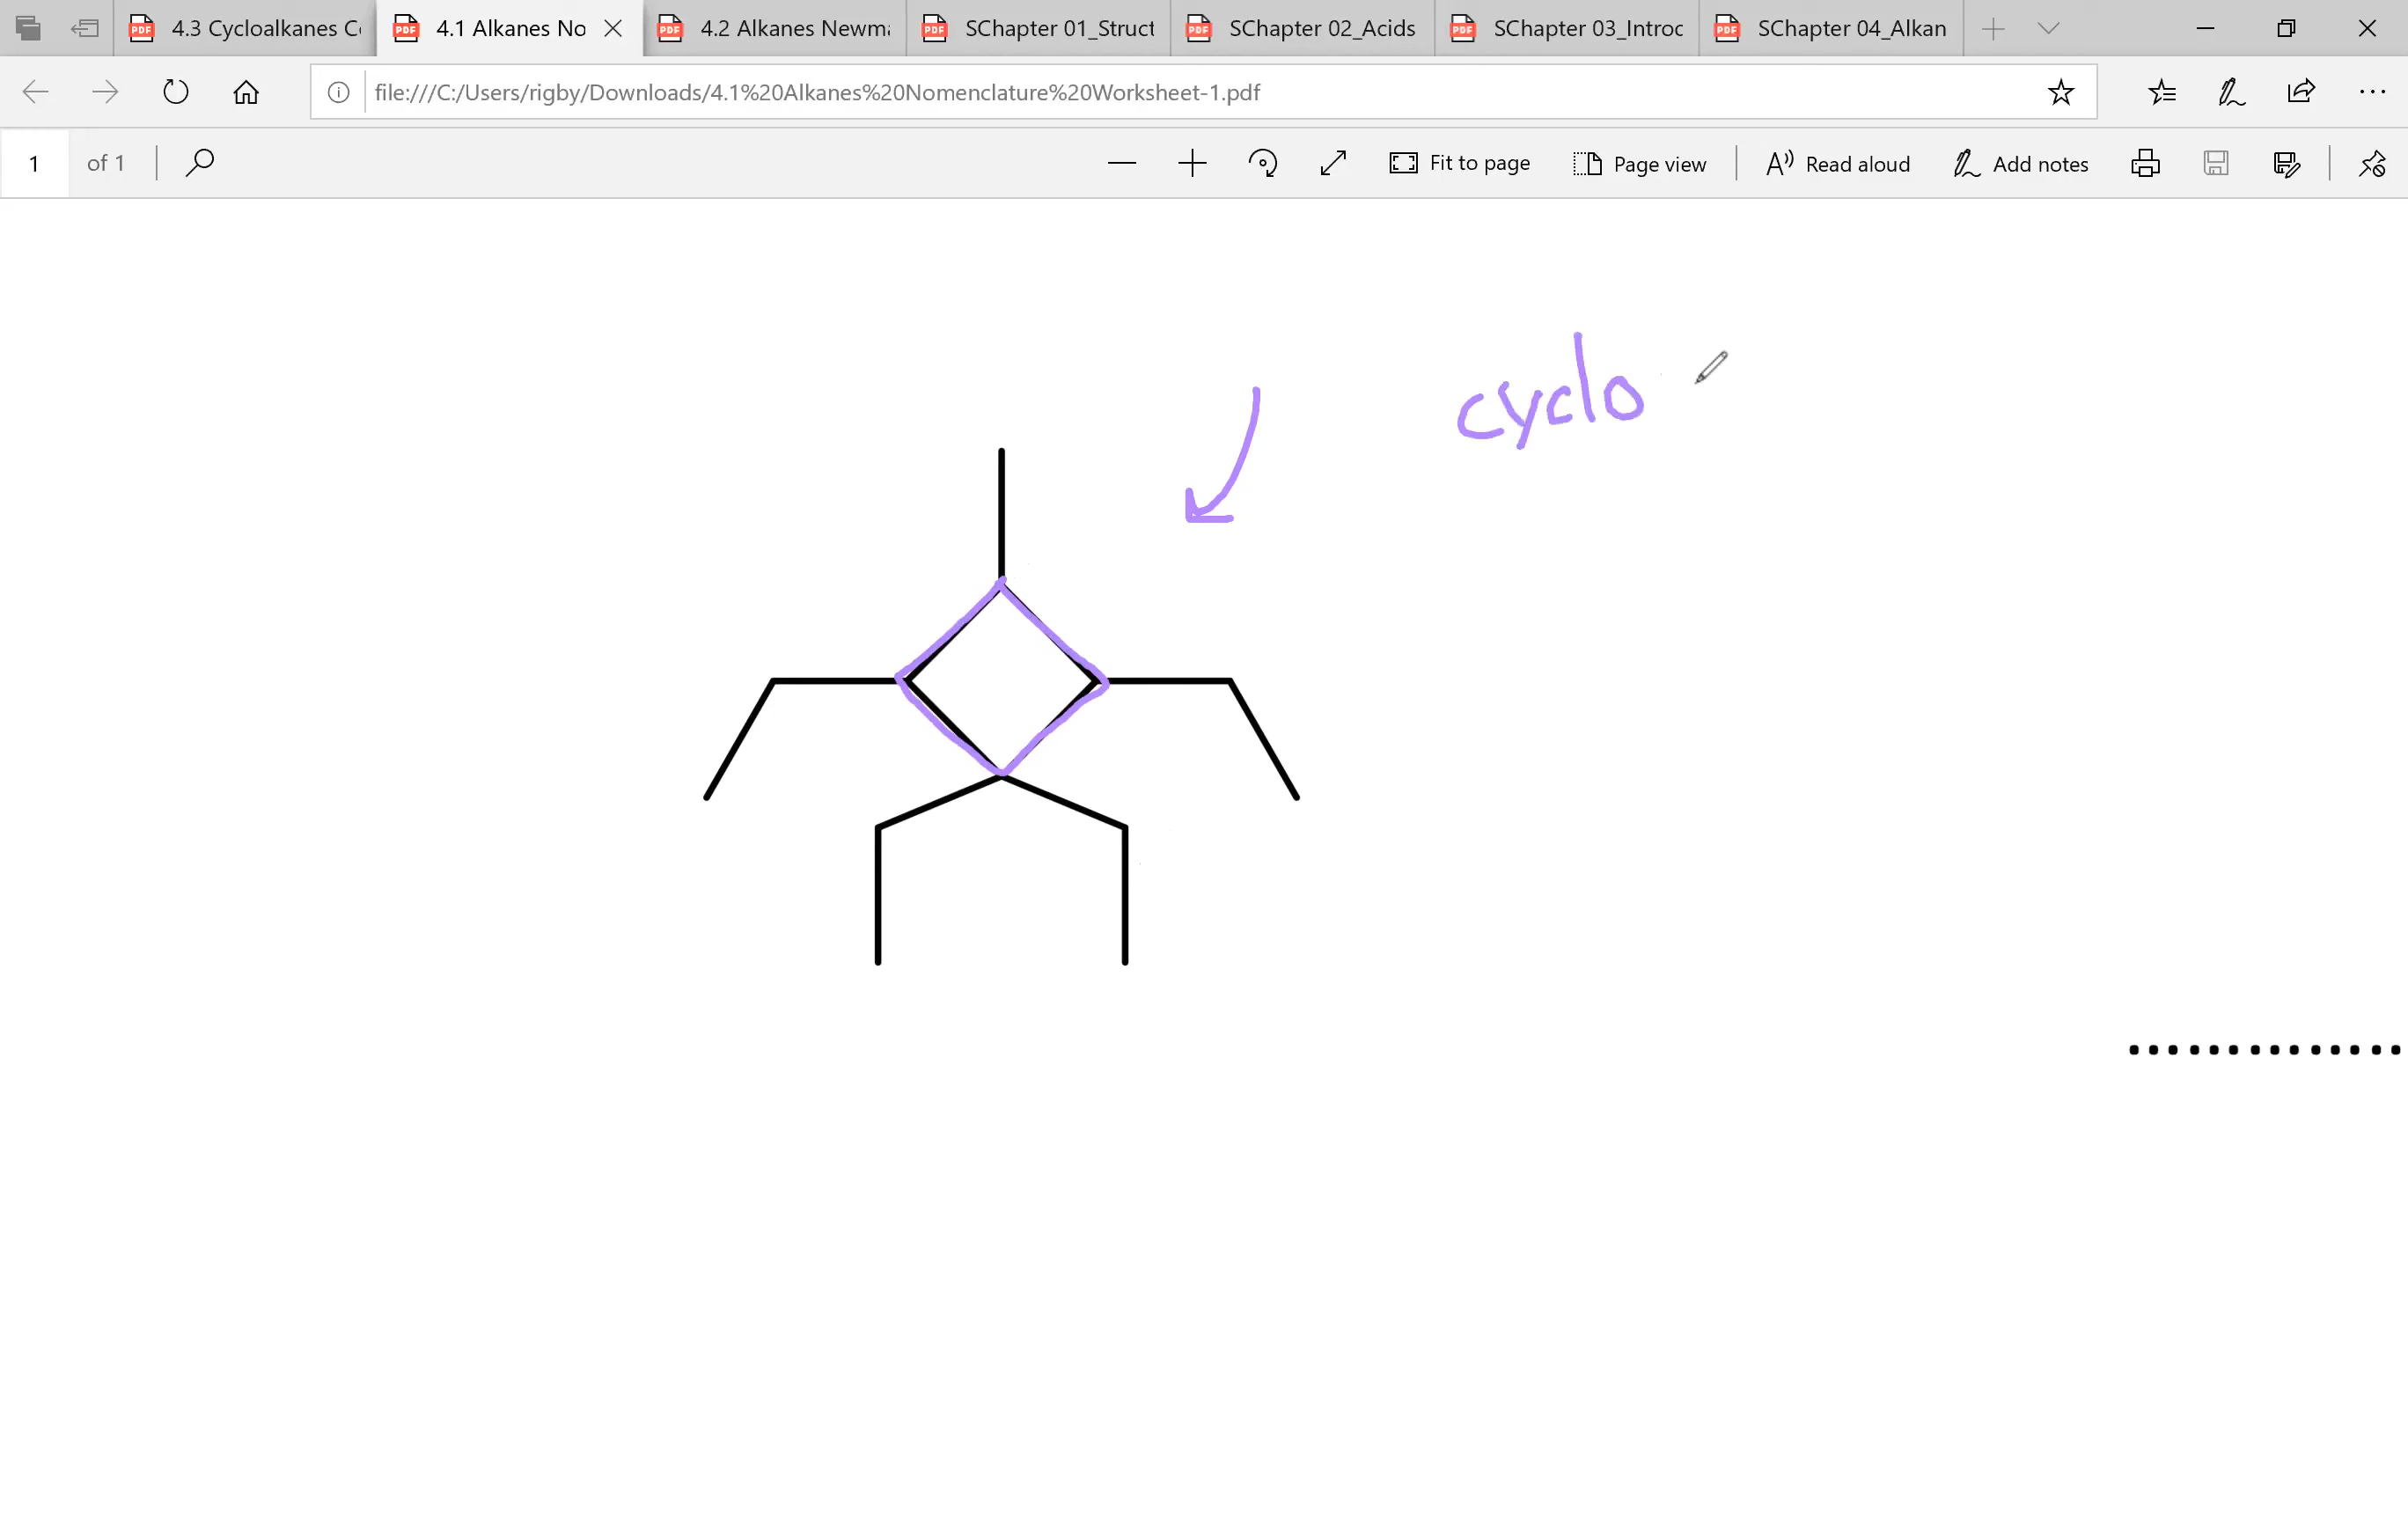 4.3 Cycloalkanes C
4.1 Alkanes No
4.2 Alkanes Newm
SChapter 01_Struct
SChapter 02_Acids
SChapter 03_Introc
SChapter 04_Alkan
file:///C:/Users/rigby/Downloads/4.1%20Alkanes%20Nomenclature%20Worksheet-1.pdf
1 of 1
Fit to page
Page view
Read aloud
Add notes
cyclo